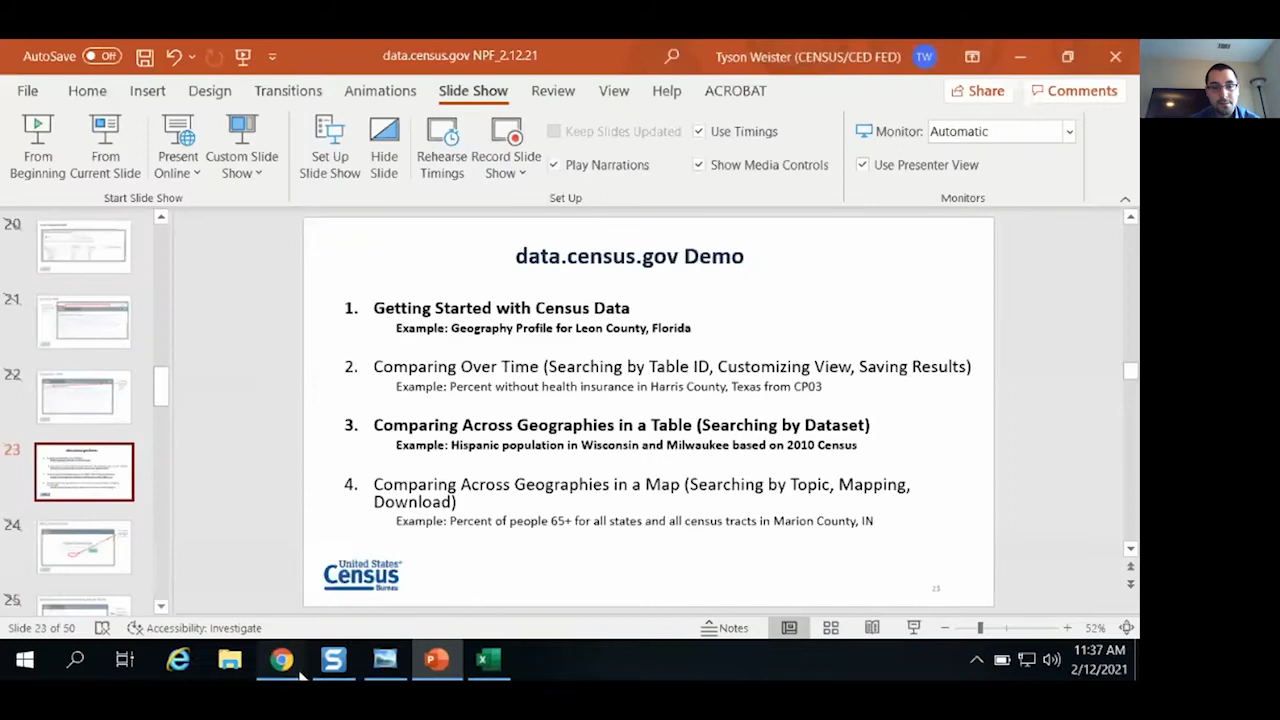 AutoSave Off
data.census.gov NPF_2.12.21
Tyson Weister (CENSUS/CED FED) TW
File Home Insert Design Transitions Animations Slide Show Review View Help ACROBAT Share Comments
From Beginning
From Current Slide
Present Online
Custom Slide Show
Start Slide Show
Set Up Slide Show
Hide Slide
Rehearse Timings
Record Slide Show
Keep Slides Updated
Play Narrations
Use Timings
Show Media Controls
Set Up
Monitor: Automatic
Use Presenter View
Monitors
20
21
22
23
24
25
data.census.gov Demo
1. Getting Started with Census Data
Example: Geography Profile for Leon County, Florida
2. Comparing Over Time (Searching by Table ID, Customizing View, Saving Results)
Example: Percent without health insurance in Harris County, Texas from CP03
3. Comparing Across Geographies in a Table (Searching by Dataset)
Example: Hispanic population in Wisconsin and Milwaukee based on 2010 Census
4. Comparing Across Geographies in a Map (Searching by Topic, Mapping,
Download)
Example: Percent of people 65+ for all states and all census tracts in Marion County, IN
United States®
Census
Bureau
23
Slide 23 of 50 Accessibility: Investigate Notes 52%
11:37 AM
2/12/2021